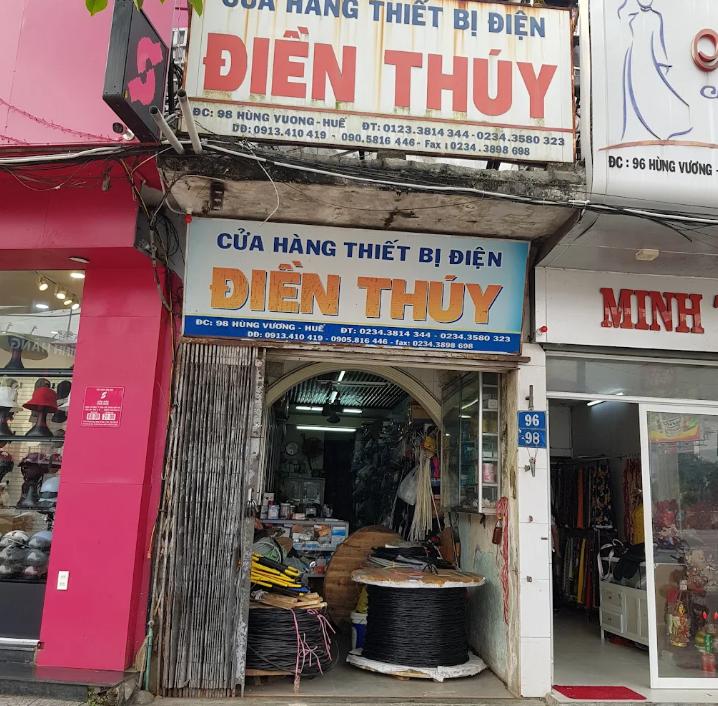 CỬA HÀNG THIẾT BỊ ĐIỆN
ĐIỀN THÚY
ĐC: 98 HÙNG VUONG-HUẾ ĐT: 0123.3814 344-0234.3580 323
DĐ: 0913.410 419 - 090.5816 446 - Fax : 0234.3898 698
ĐC : 96 HÙNG VƯƠNG -
CỬA HÀNG THIẾT BỊ ĐIỆN
ĐIỀN THÚY
ĐC: 98 HÙNG VƯƠNG - HUẾ ĐT: 0234.3814 344 - 0234.3580 323
DĐ: 0913.410 419 - 0905.816 446 - fax: 0234.3898 698
MINH
96
-98